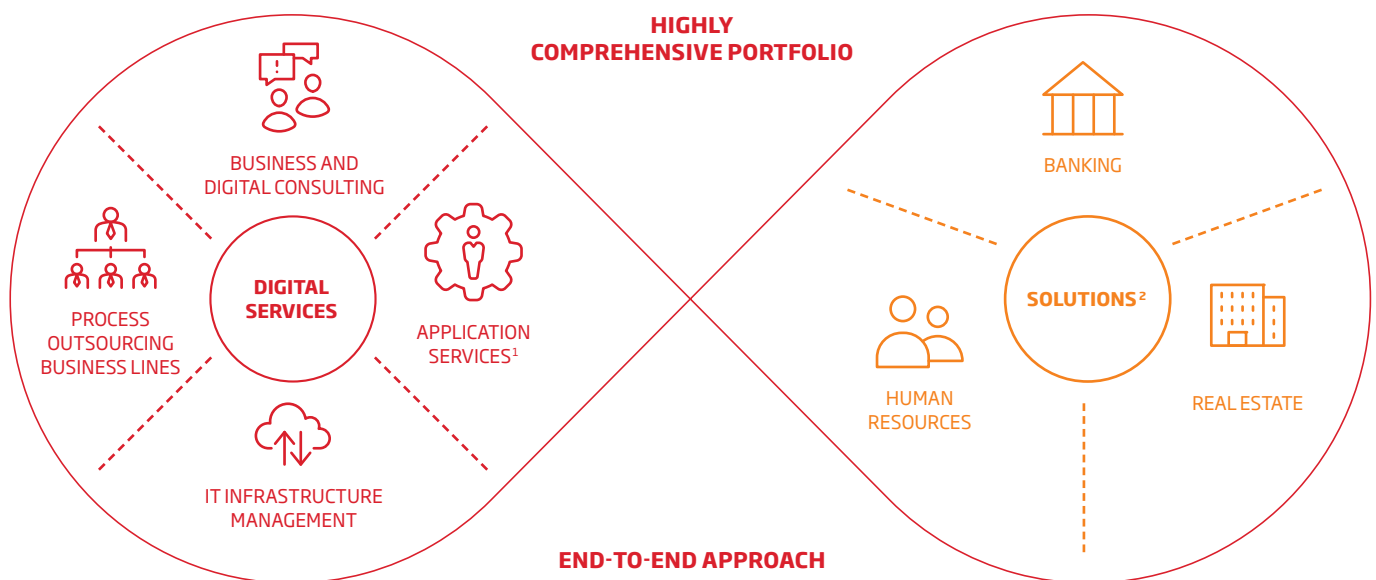 HIGHLY
COMPREHENSIVE PORTFOLIO
BUSINESS AND
DIGITAL CONSULTING
PROCESS
OUTSOURCING
BUSINESS LINES
DIGITAL
SERVICES
APPLICATION
SERVICES¹
IT INFRASTRUCTURE
MANAGEMENT
BANKING
SOLUTIONS²
HUMAN
RESOURCES
REAL ESTATE
END-TO-END APPROACH